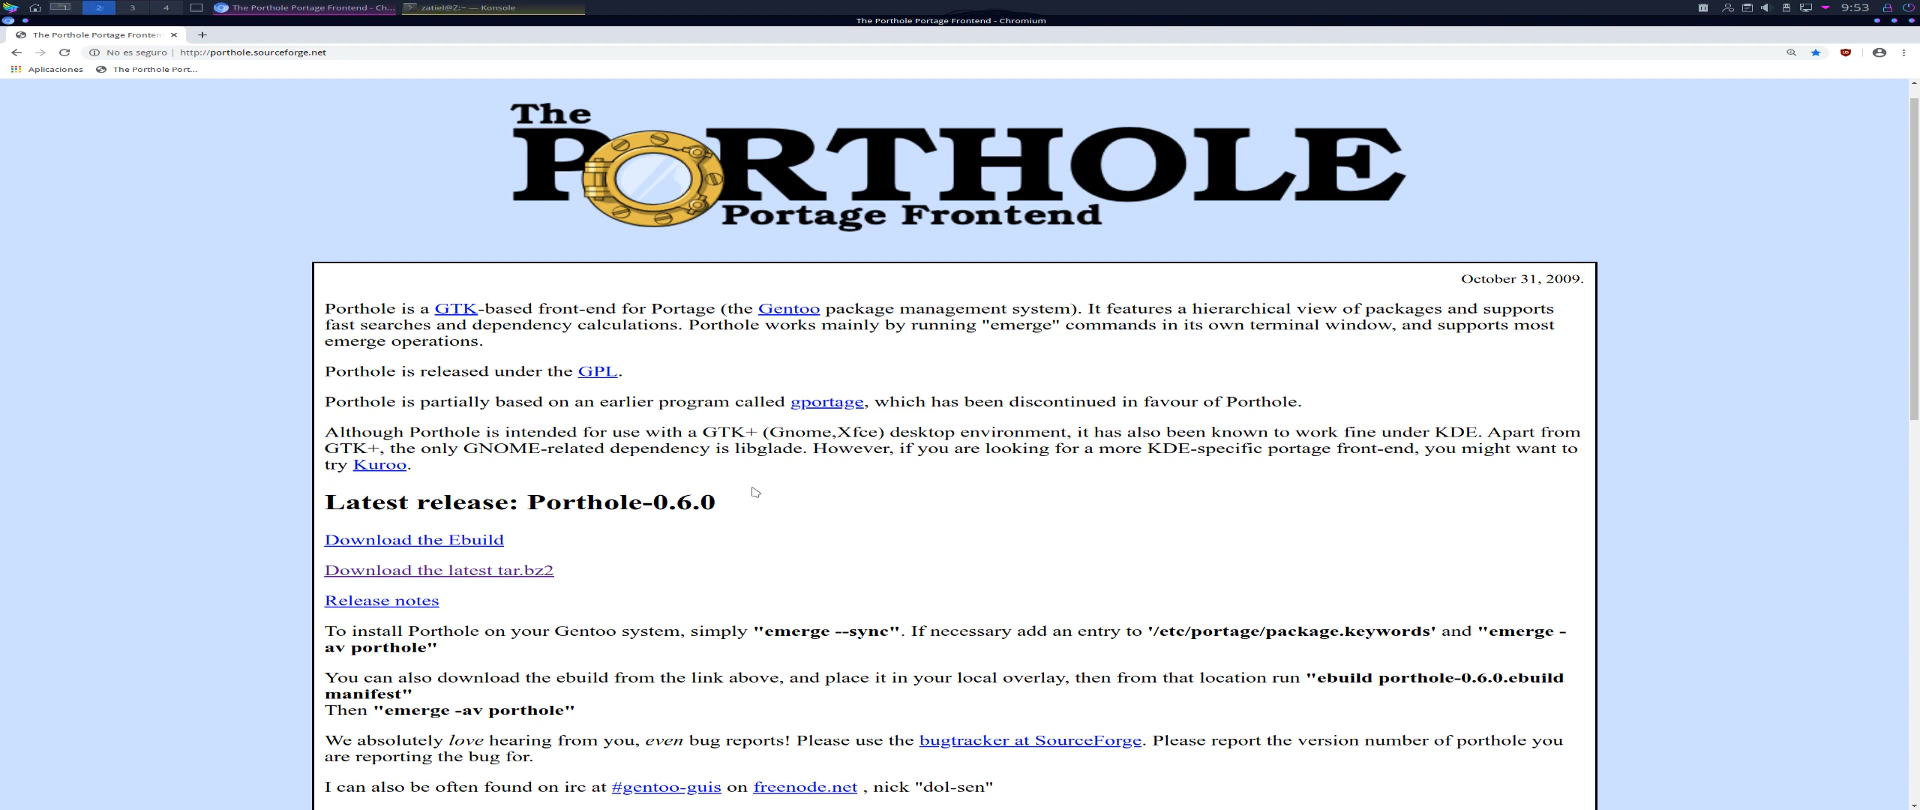 1 2 3 4 The Porthole Portage Frontend - Ch... zatiel@Z:~ — Konsole 9:53
The Porthole Portage Frontend - Chromium
The Porthole Portage Fronten
No es seguro | http://porthole.sourceforge.net
Aplicaciones The Porthole Port...
The
PORTHOLE
Portage Frontend
October 31, 2009.
Porthole is a GTK-based front-end for Portage (the Gentoo package management system). It features a hierarchical view of packages and supports
fast searches and dependency calculations. Porthole works mainly by running "emerge" commands in its own terminal window, and supports most
emerge operations.
Porthole is released under the GPL.
Porthole is partially based on an earlier program called gportage, which has been discontinued in favour of Porthole.
Although Porthole is intended for use with a GTK+ (Gnome,Xfce) desktop environment, it has also been known to work fine under KDE. Apart from
GTK+, the only GNOME-related dependency is libglade. However, if you are looking for a more KDE-specific portage front-end, you might want to
try Kuroo.
Latest release: Porthole-0.6.0
Download the Ebuild
Download the latest tar.bz2
Release notes
To install Porthole on your Gentoo system, simply "emerge --sync". If necessary add an entry to '/etc/portage/package.keywords' and "emerge -
av porthole"
You can also download the ebuild from the link above, and place it in your local overlay, then from that location run "ebuild porthole-0.6.0.ebuild
manifest"
Then "emerge -av porthole"
We absolutely love hearing from you, even bug reports! Please use the bugtracker at SourceForge. Please report the version number of porthole you
are reporting the bug for.
I can also be often found on irc at #gentoo-guis on freenode.net , nick "dol-sen"